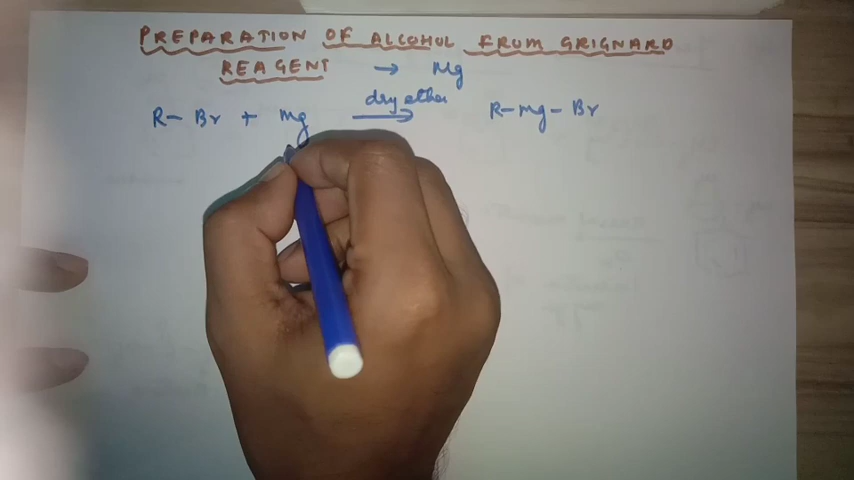 PREPARATION OF ALCOHOL FROM GRIGNARD
REAGENT → Mg
dry ether
R- Br + Mg ⟶ R-Mg-Br